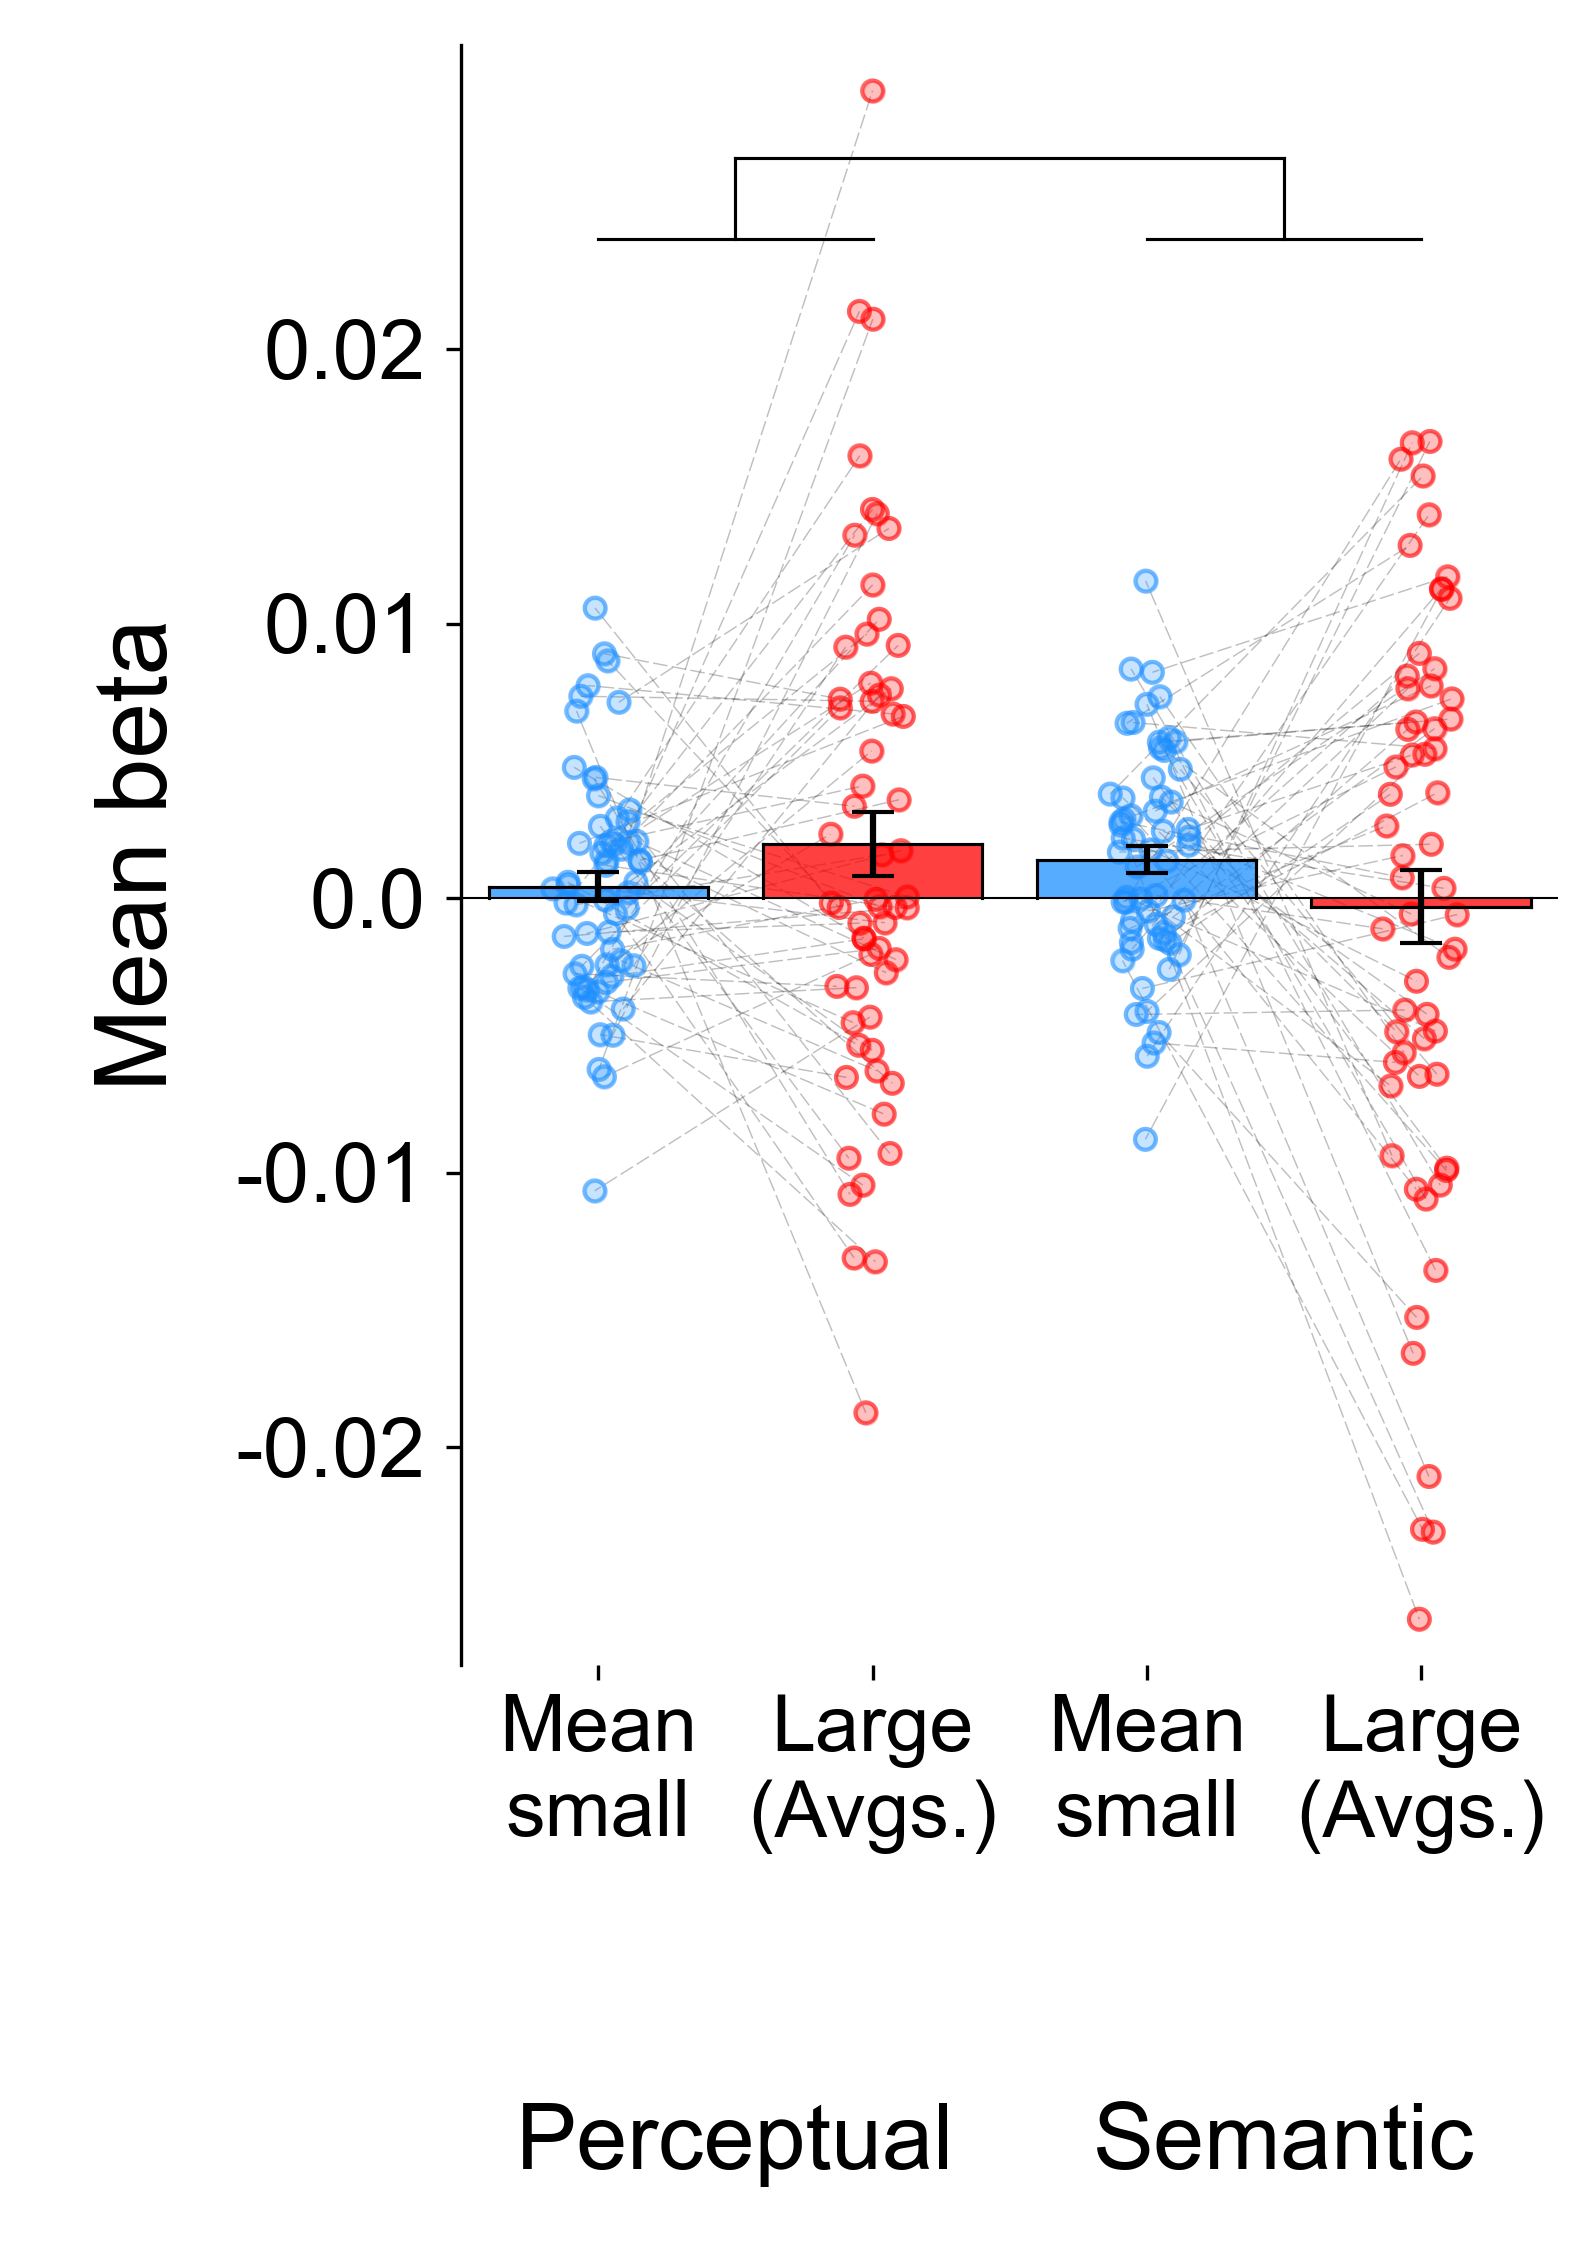 Mean beta
0.02
0.01
0.0
-0.01
-0.02
Mean small
Large (Avgs.)
Mean small
Large (Avgs.)
Perceptual
Semantic